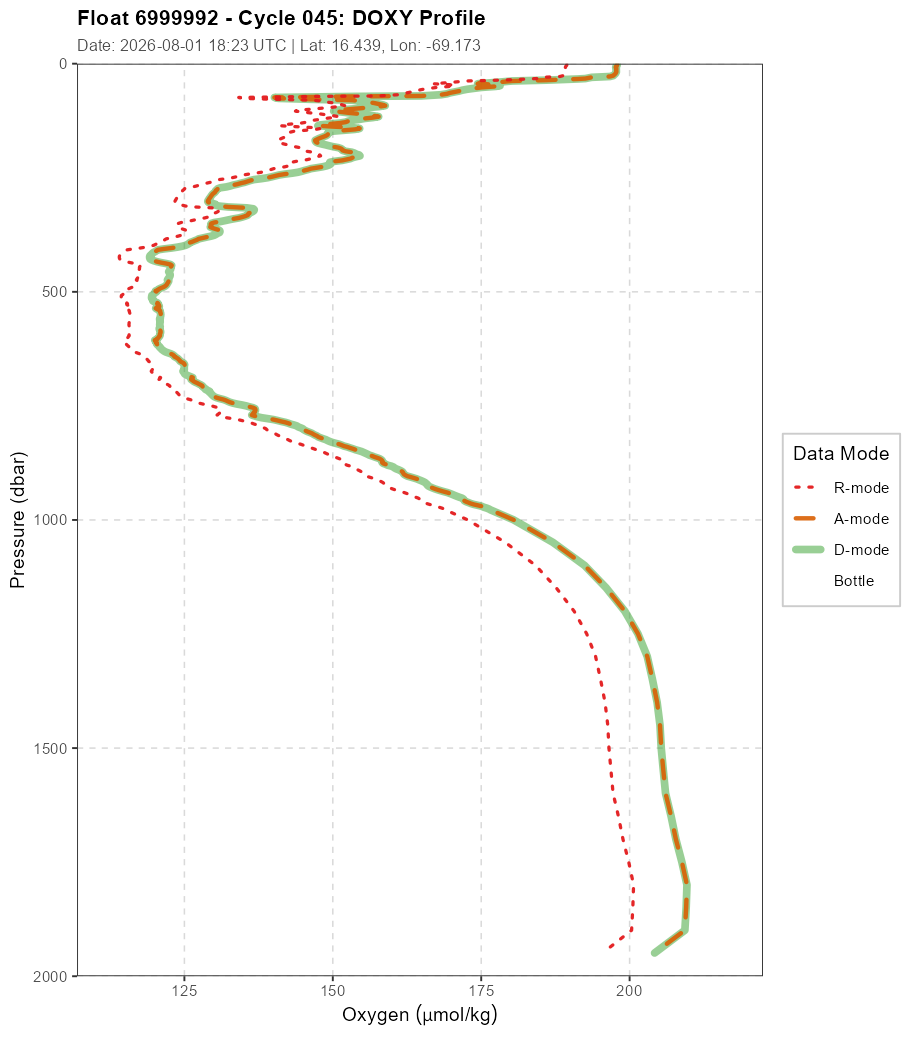 Float 6999992 - Cycle 045: DOXY Profile
Date: 2026-08-01 18:23 UTC | Lat: 16.439, Lon: -69.173
0
500
1000
1500
2000
Pressure (dbar)
125
150
175
200
Oxygen (μmol/kg)
Data Mode
R-mode
A-mode
D-mode
Bottle